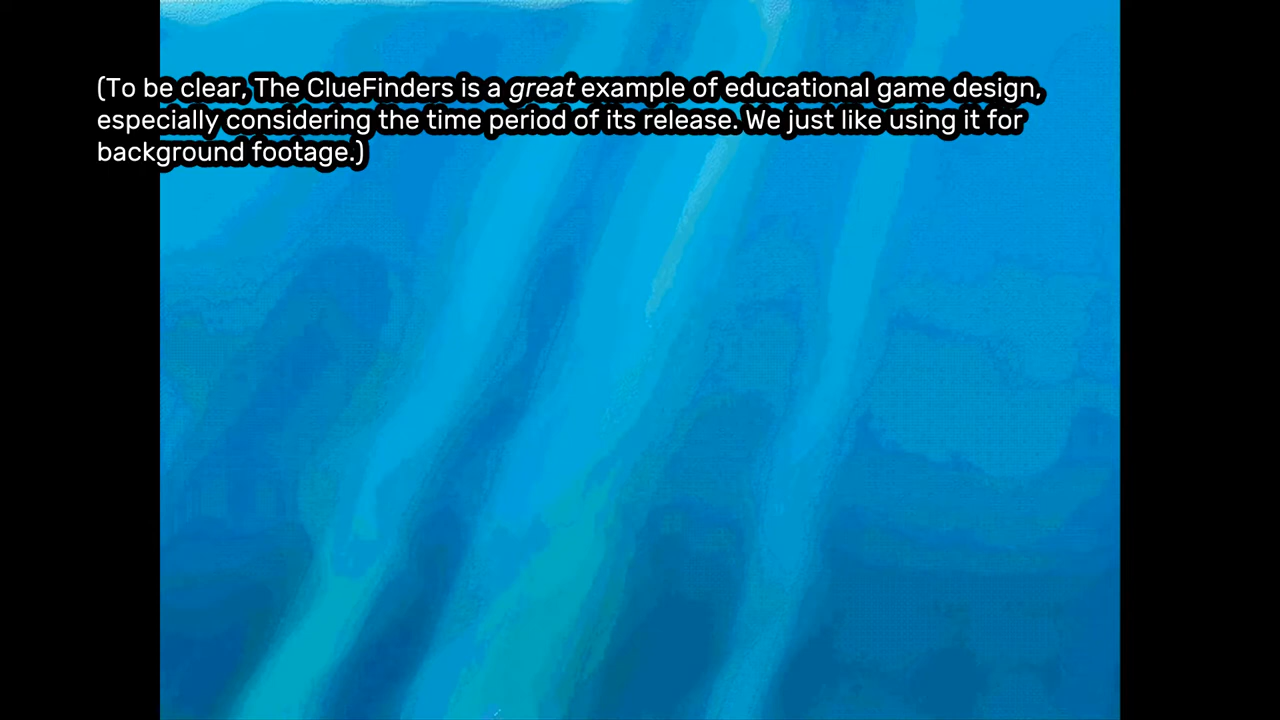 (To be clear, The ClueFinders is a great example of educational game design,
especially considering the time period of its release. We just like using it for
background footage.)